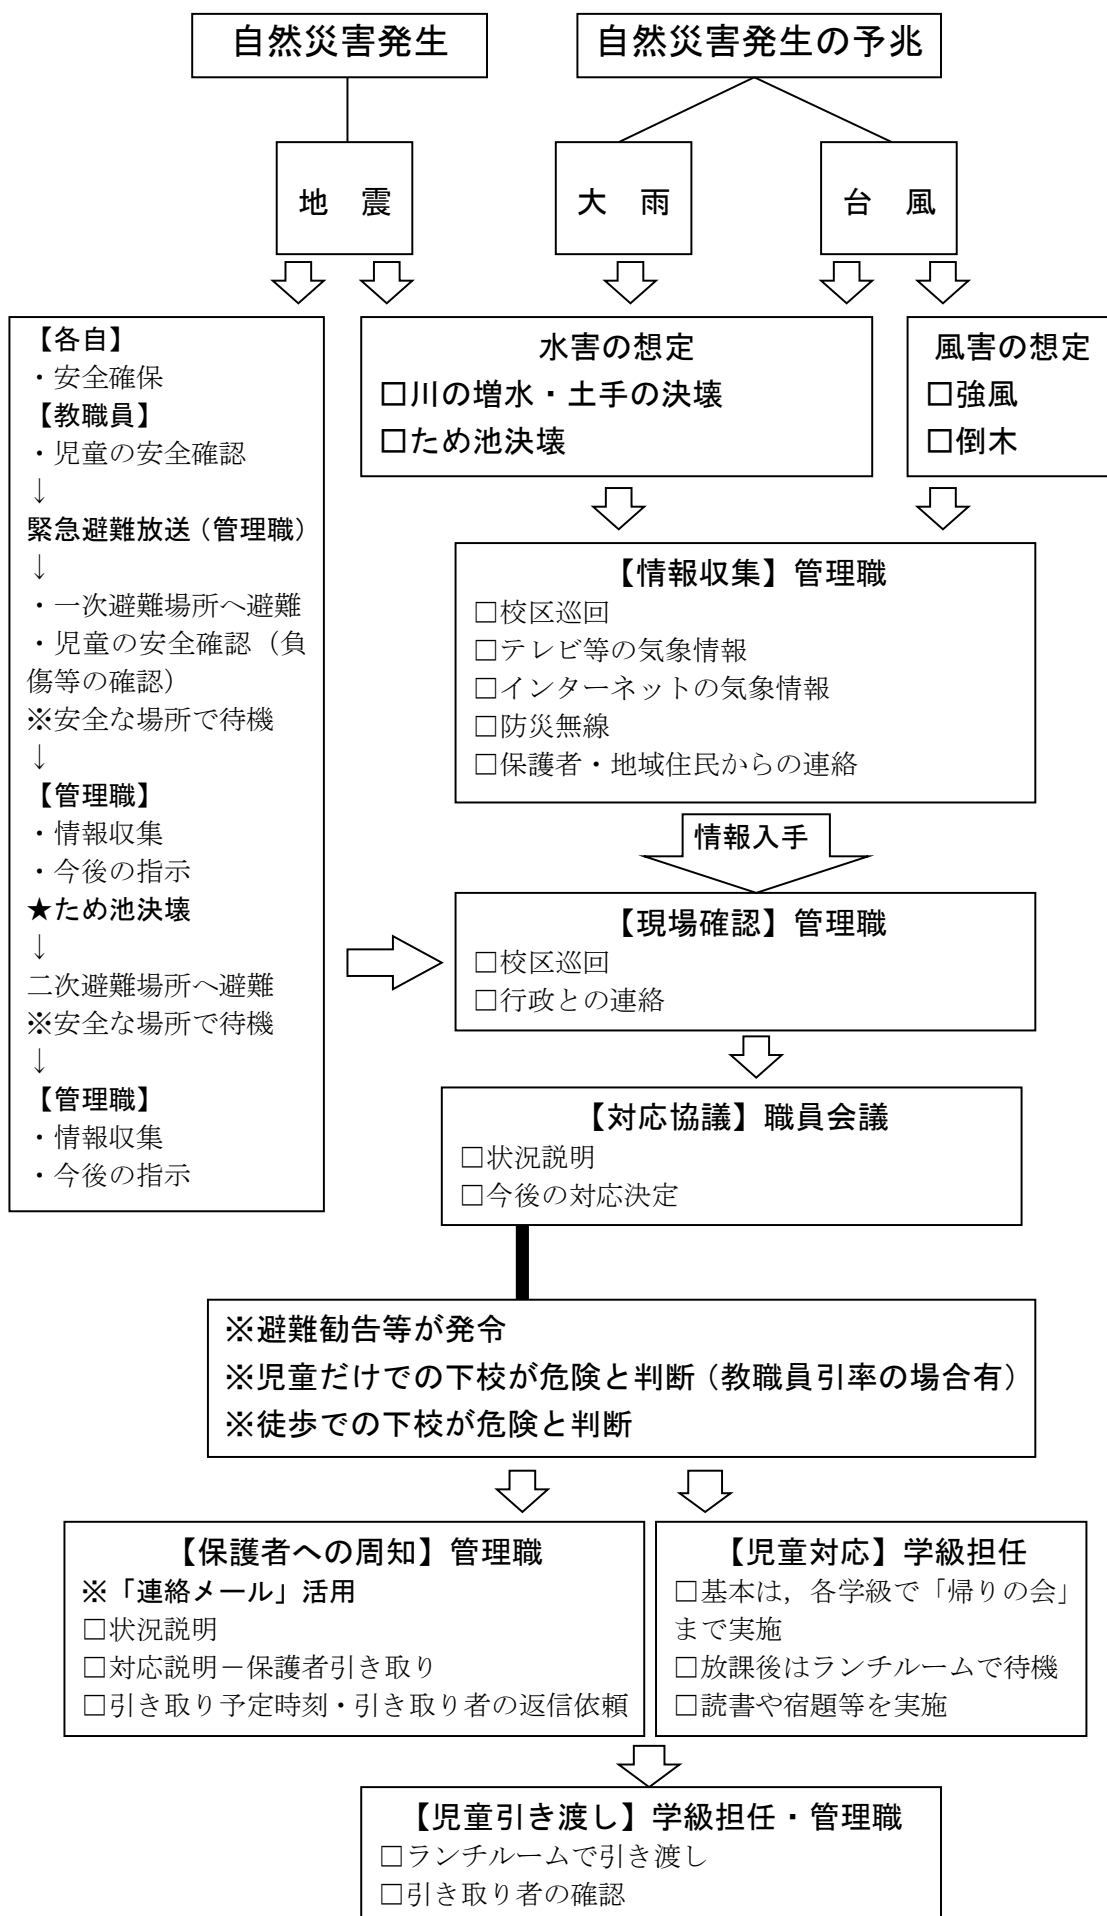 自然災害発生
自然災害発生の予兆
地　震
大　雨
台　風
【各自】
・安全確保
【教職員】
・児童の安全確認
↓
緊急避難放送（管理職）
↓
・一次避難場所へ避難
・児童の安全確認（負
傷等の確認）
※安全な場所で待機
↓
【管理職】
・情報収集
・今後の指示
★ため池決壊
↓
二次避難場所へ避難
※安全な場所で待機
↓
【管理職】
・情報収集
・今後の指示
水害の想定
□川の増水・土手の決壊
□ため池決壊
風害の想定
□強風
□倒木
【情報収集】管理職
□校区巡回
□テレビ等の気象情報
□インターネットの気象情報
□防災無線
□保護者・地域住民からの連絡
情報入手
【現場確認】管理職
□校区巡回
□行政との連絡
【対応協議】職員会議
□状況説明
□今後の対応決定
※避難勧告等が発令
※児童だけでの下校が危険と判断（教職員引率の場合有）
※徒歩での下校が危険と判断
【保護者への周知】管理職
※「連絡メール」活用
□状況説明
□対応説明－保護者引き取り
□引き取り予定時刻・引き取り者の返信依頼
【児童対応】学級担任
□基本は，各学級で「帰りの会」
まで実施
□放課後はランチルームで待機
□読書や宿題等を実施
【児童引き渡し】学級担任・管理職
□ランチルームで引き渡し
□引き取り者の確認